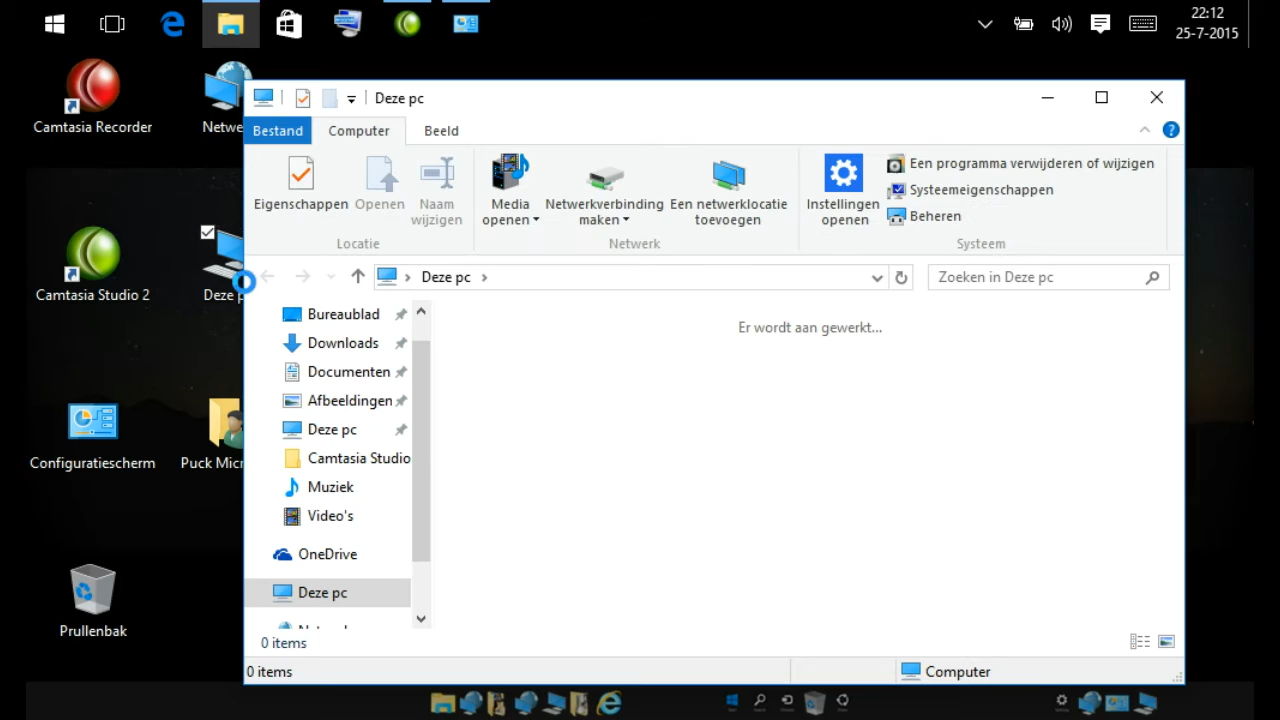 22:12
25-7-2015
Camtasia Recorder
Netwe
Camtasia Studio 2
Deze p
Configuratiescherm
Puck Micr
Prullenbak
Deze pc
Bestand
Computer
Beeld
Eigenschappen
Openen
Naam
wijzigen
Media
openen
Netwerkverbinding
maken
Een netwerklocatie
toevoegen
Instellingen
openen
Een programma verwijderen of wijzigen
Systeemeigenschappen
Beheren
Locatie
Netwerk
Systeem
Deze pc
Zoeken in Deze pc
Bureaublad
Downloads
Documenten
Afbeeldingen
Deze pc
Camtasia Studio
Muziek
Video's
OneDrive
Deze pc
Er wordt aan gewerkt...
0 items
0 items
Computer